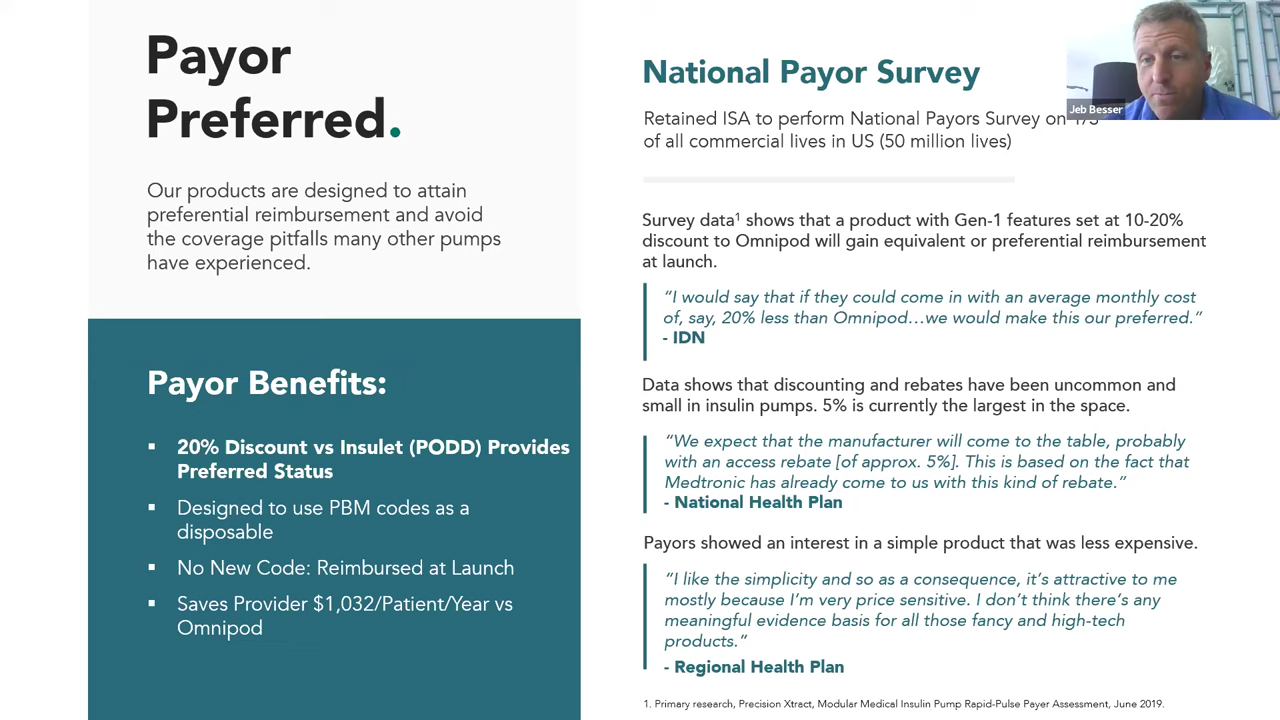 Payor
Preferred.
Our products are designed to attain
preferential reimbursement and avoid
the coverage pitfalls many other pumps
have experienced.
Payor Benefits:
▪ 20% Discount vs Insulet (PODD) Provides
Preferred Status
▪ Designed to use PBM codes as a
disposable
▪ No New Code: Reimbursed at Launch
▪ Saves Provider $1,032/Patient/Year vs
Omnipod
National Payor Survey
Jeb Besser
Retained ISA to perform National Payors Survey on 1/3
of all commercial lives in US (50 million lives)
Survey data¹ shows that a product with Gen-1 features set at 10-20%
discount to Omnipod will gain equivalent or preferential reimbursement
at launch.
“I would say that if they could come in with an average monthly cost
of, say, 20% less than Omnipod…we would make this our preferred.”
- IDN
Data shows that discounting and rebates have been uncommon and
small in insulin pumps. 5% is currently the largest in the space.
“We expect that the manufacturer will come to the table, probably
with an access rebate [of approx. 5%]. This is based on the fact that
Medtronic has already come to us with this kind of rebate.”
- National Health Plan
Payors showed an interest in a simple product that was less expensive.
“I like the simplicity and so as a consequence, it’s attractive to me
mostly because I’m very price sensitive. I don’t think there’s any
meaningful evidence basis for all those fancy and high-tech
products.”
- Regional Health Plan
1. Primary research, Precision Xtract, Modular Medical Insulin Pump Rapid-Pulse Payer Assessment, June 2019.